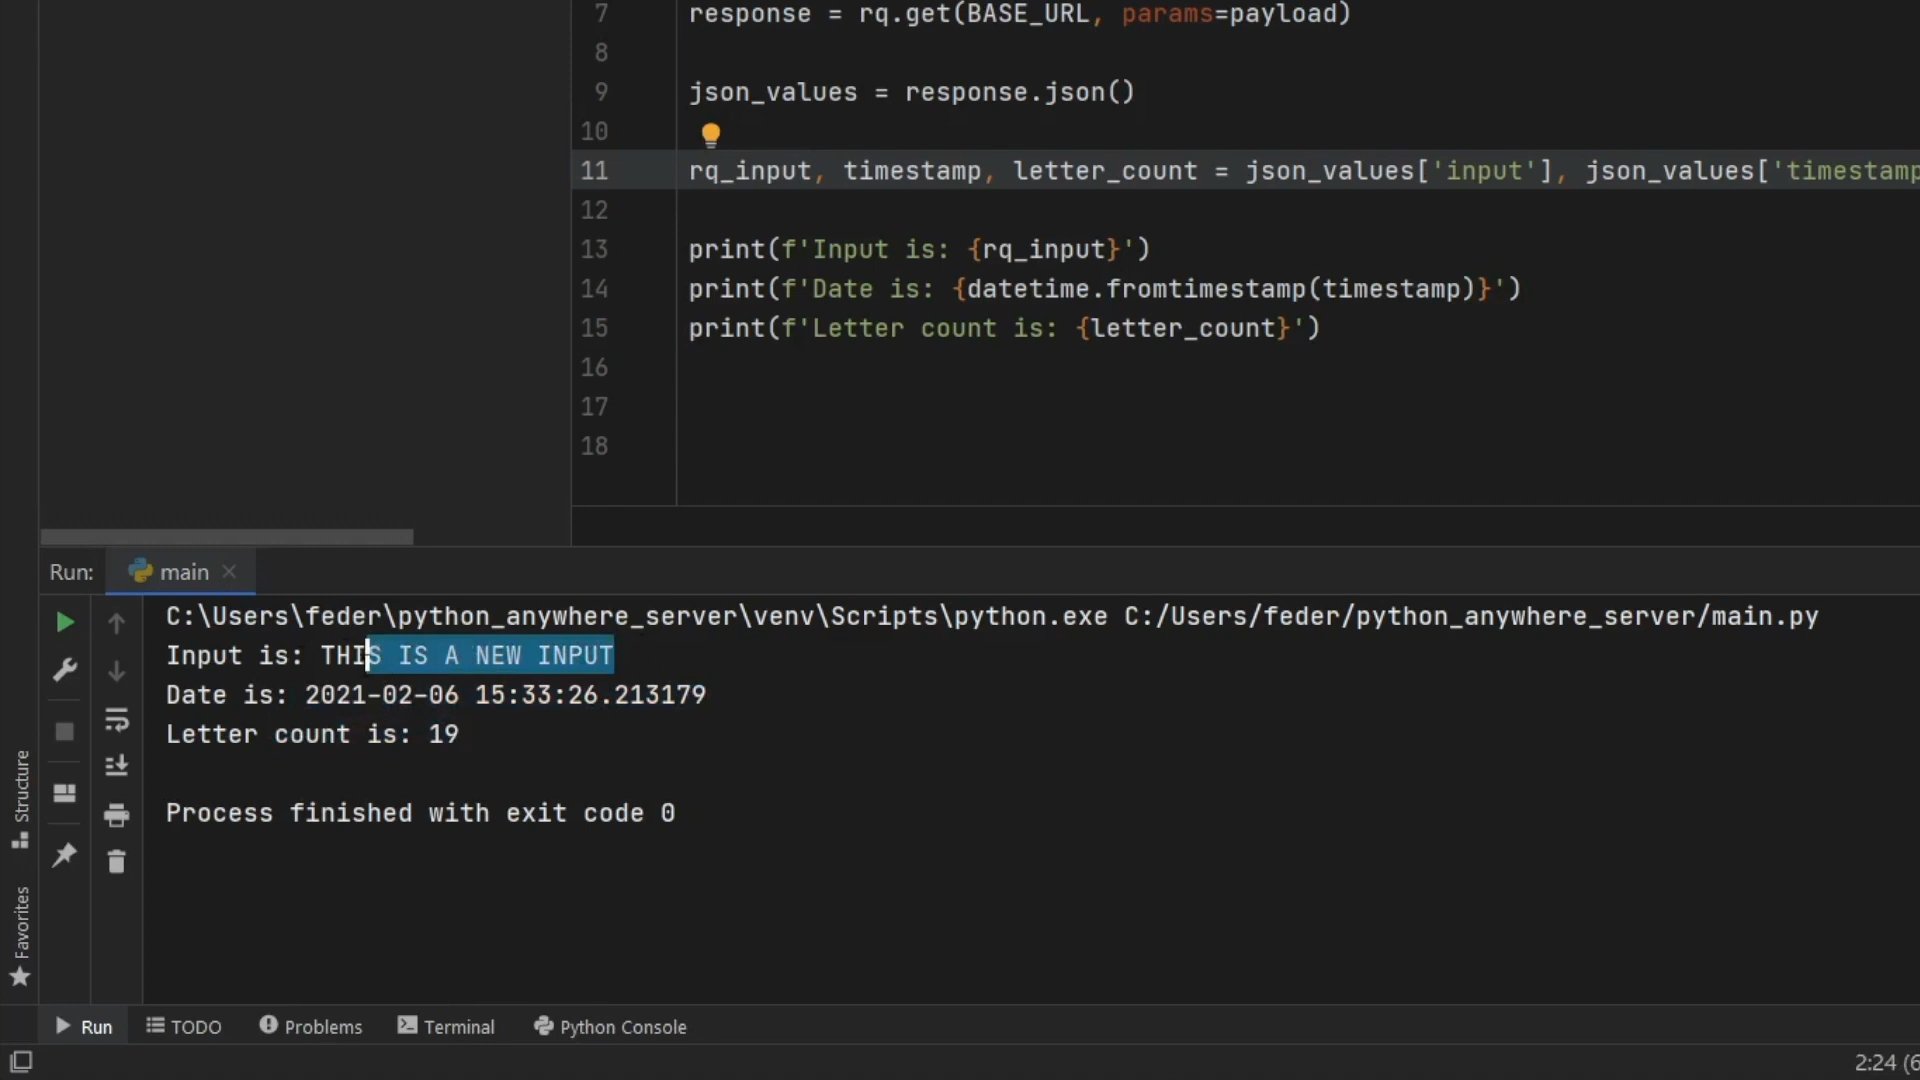 7 response = rq.get(BASE_URL, params=payload)
8
9 json_values = response.json()
10
11 rq_input, timestamp, letter_count = json_values['input'], json_values['timestamp
12
13 print(f'Input is: {rq_input}')
14 print(f'Date is: {datetime.fromtimestamp(timestamp)}')
15 print(f'Letter count is: {letter_count}')
16
17
18
Run: main
C:\Users\feder\python_anywhere_server\venv\Scripts\python.exe C:/Users/feder/python_anywhere_server/main.py
Input is: THIS IS A NEW INPUT
Date is: 2021-02-06 15:33:26.213179
Letter count is: 19
Process finished with exit code 0
Structure
Favorites
Run TODO Problems Terminal Python Console
2:24 (6